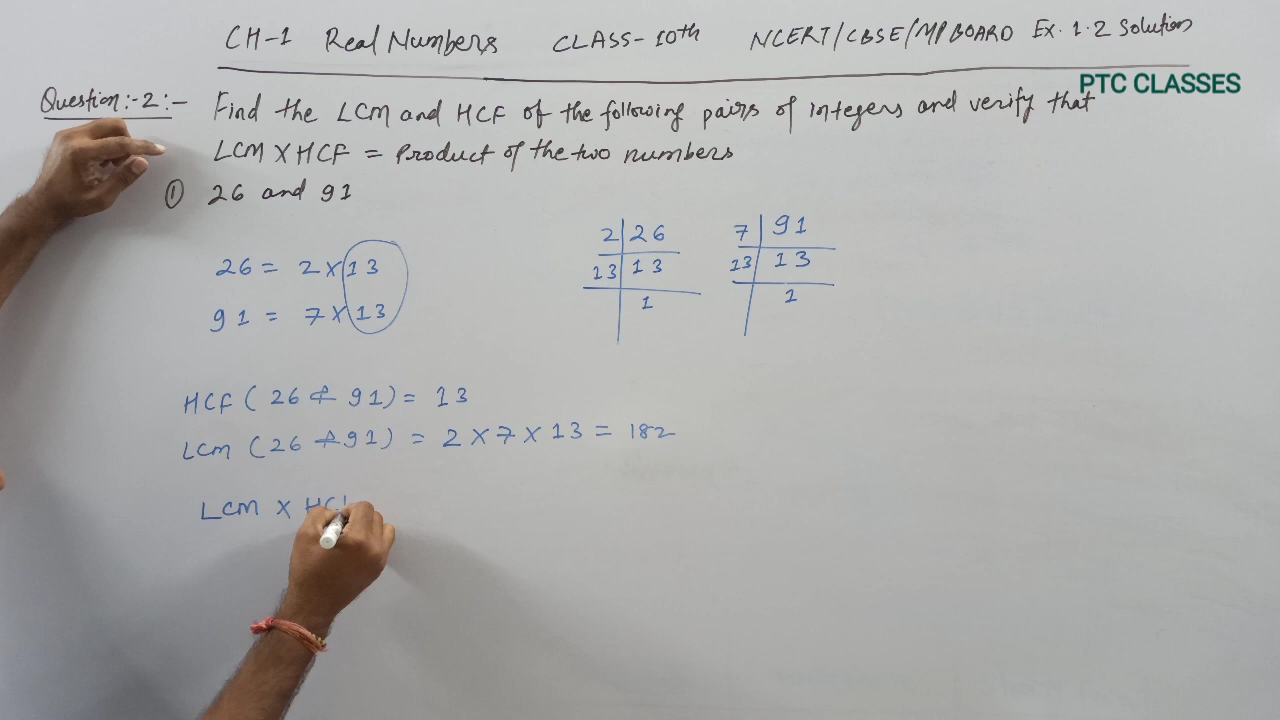 CH-1 Real Numbers CLASS-10th NCERT/CBSE/MP BOARD Ex. 1.2 Solution
PTC CLASSES
Question:-2:- Find the LCM and HCF of the following pairs of integers and verify that
LCM X HCF = Product of the two numbers
① 26 and 91
2 | 26
13 | 13
1
7 | 91
13 | 13
1
26 = 2 X 13
91 = 7 X 13
HCF ( 26 & 91) = 13
LCM (26 & 91) = 2 X 7 X 13 = 182
LCM X HC